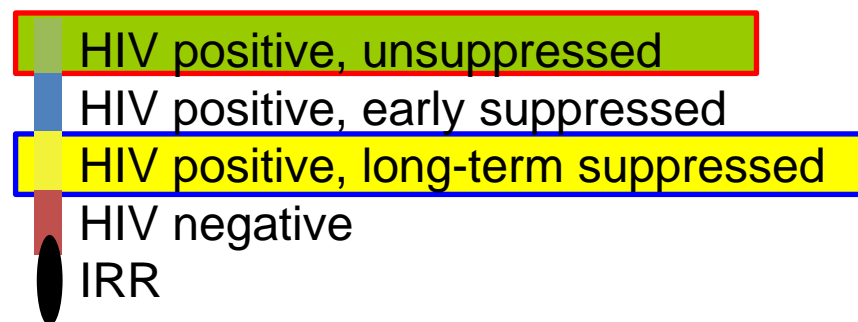 HIV positive, unsuppressed
HIV positive, early suppressed
HIV positive, long-term suppressed
HIV negative
IRR